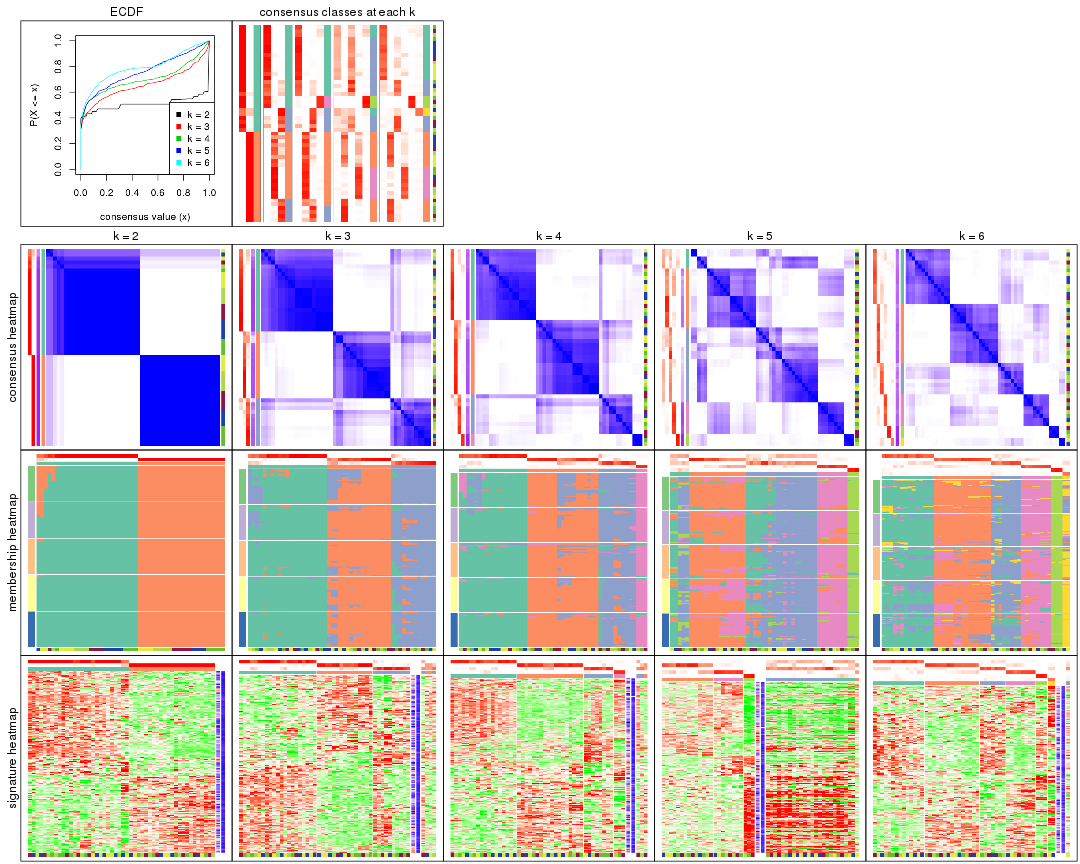 ECDF
consensus classes at each k
P(X <= x)
0.0 0.2 0.4 0.6 0.8 1.0
k = 2
k = 3
k = 4
k = 5
k = 6
0.0 0.2 0.4 0.6 0.8 1.0
consensus value (x)
k = 2
k = 3
k = 4
k = 5
k = 6
consensus heatmap
membership heatmap
signature heatmap